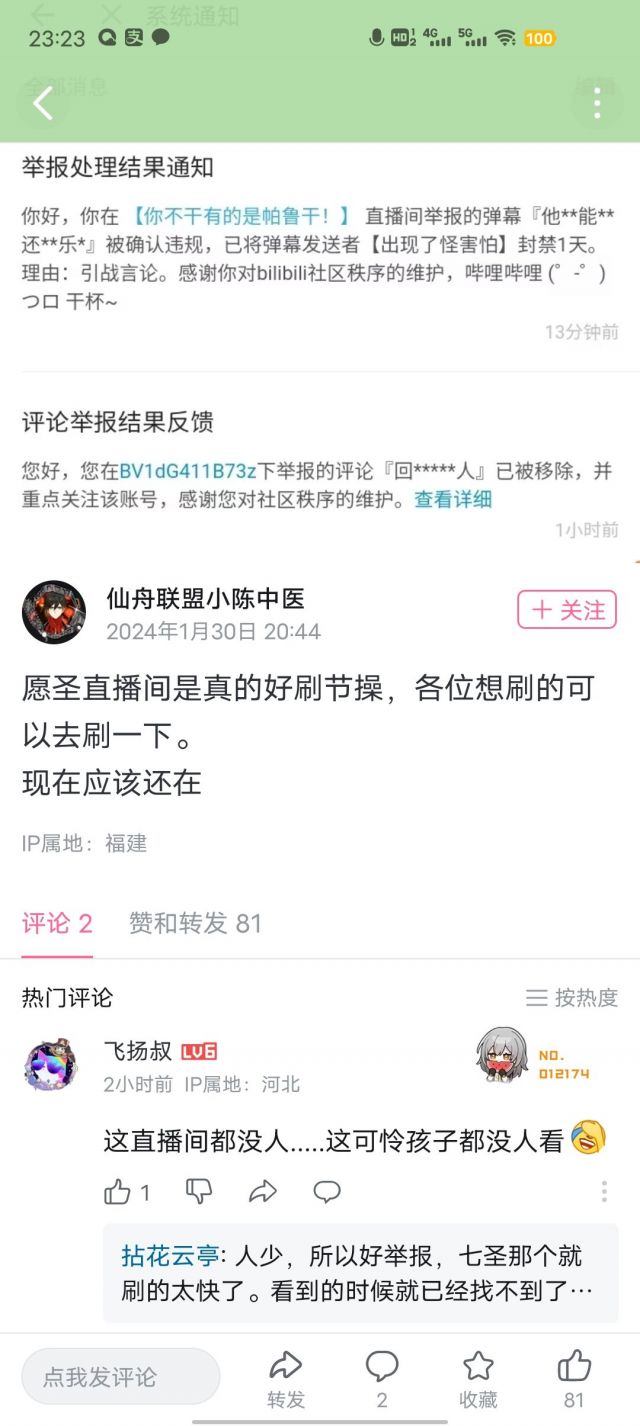 系统通知
23:23
HD 1 2 4G 5G 100
全部消息
编辑
举报处理结果通知
你好，你在【你不干有的是帕鲁干！】直播间举报的弹幕『他**能**
还**乐*』被确认违规，已将弹幕发送者【出现了怪害怕】封禁1天。
理由：引战言论。感谢你对bilibili社区秩序的维护，哔哩哔哩 (゜-゜)
つロ 干杯~
13分钟前
评论举报结果反馈
您好，您在BV1dG411B73z下举报的评论『回*****人』已被移除，并
重点关注该账号，感谢您对社区秩序的维护。查看详细
1小时前
仙舟联盟小陈中医
2024年1月30日 20:44
＋ 关注
愿圣直播间是真的好刷节操，各位想刷的可
以去刷一下。
现在应该还在
IP属地：福建
评论 2
赞和转发 81
热门评论
按热度
飞扬叔 LV6
2小时前 IP属地：河北
NO.
012174
这直播间都没人.....这可怜孩子都没人看
1
拈花云亭: 人少，所以好举报，七圣那个就
刷的太快了。看到的时候就已经找不到了…
点我发评论
转发
2
收藏
81